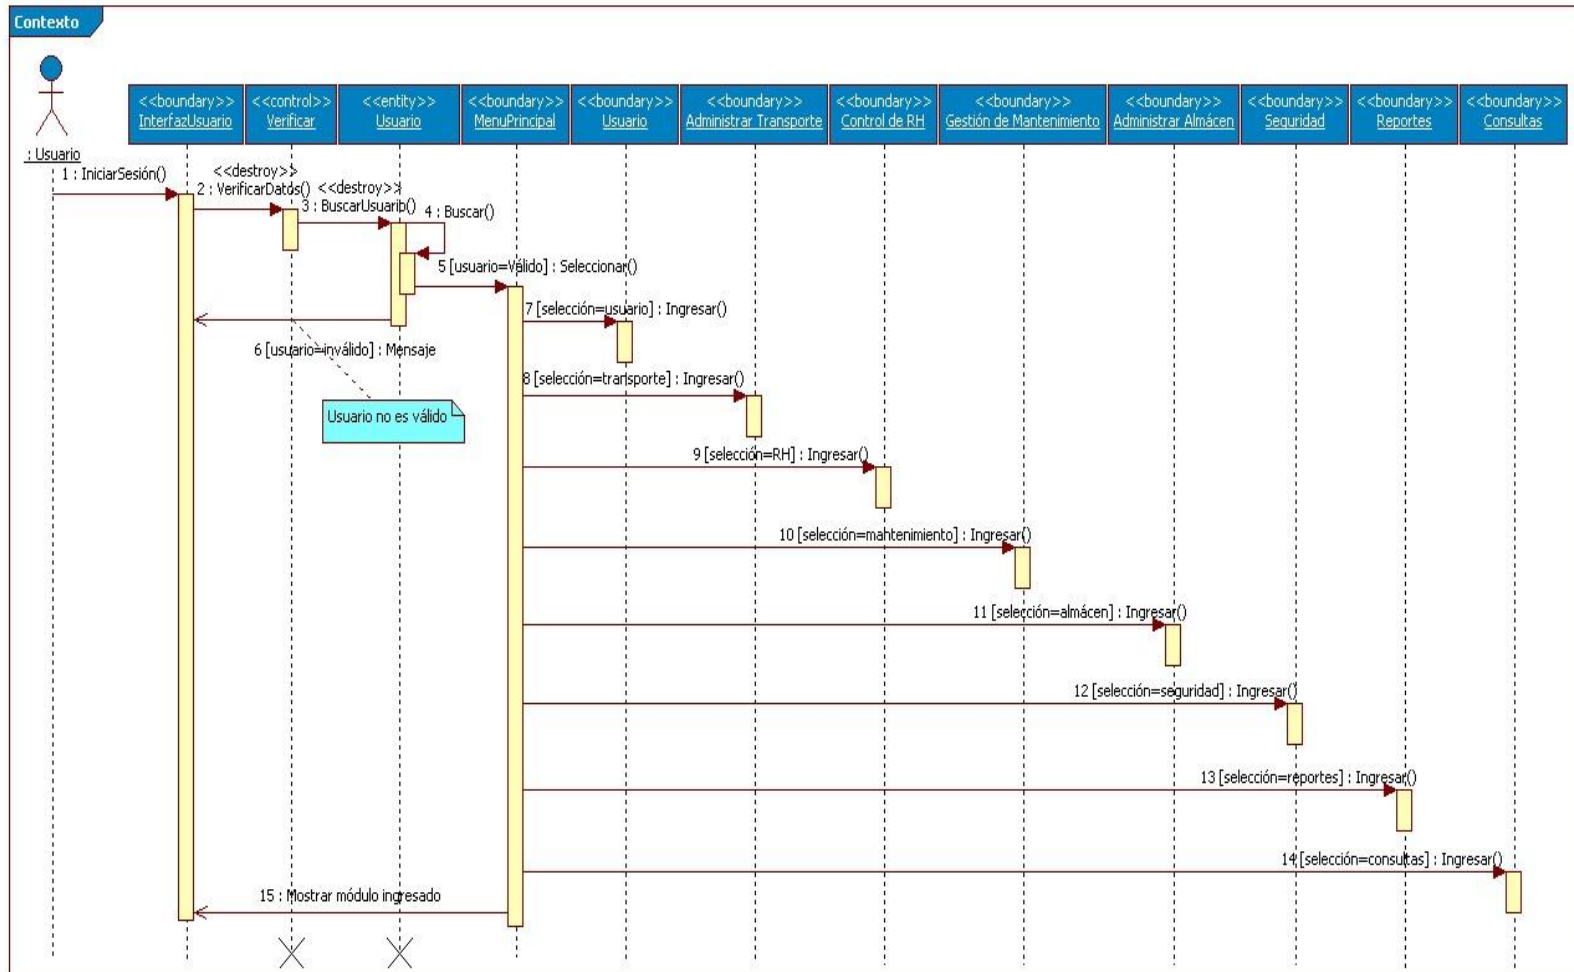 Contexto
: Usuario
<<boundary>>
InterfazUsuario
<<control>>
Verificar
<<entity>>
Usuario
<<boundary>>
MenuPrincipal
<<boundary>>
Usuario
<<boundary>>
Administrar Transporte
<<boundary>>
Control de RH
<<boundary>>
Gestión de Mantenimiento
<<boundary>>
Administrar Almácen
<<boundary>>
Seguridad
<<boundary>>
Reportes
<<boundary>>
Consultas
1 : IniciarSesión()
<<destroy>>
2 : VerificarDatos()
<<destroy>>
3 : BuscarUsuario()
4 : Buscar()
5 [usuario=Válido] : Seleccionar()
6 [usuario=inválido] : Mensaje
Usuario no es válido
7 [selección=usuario] : Ingresar()
8 [selección=transporte] : Ingresar()
9 [selección=RH] : Ingresar()
10 [selección=mantenimiento] : Ingresar()
11 [selección=almácen] : Ingresar()
12 [selección=seguridad] : Ingresar()
13 [selección=reportes] : Ingresar()
14 [selección=consultas] : Ingresar()
15 : Mostrar módulo ingresado